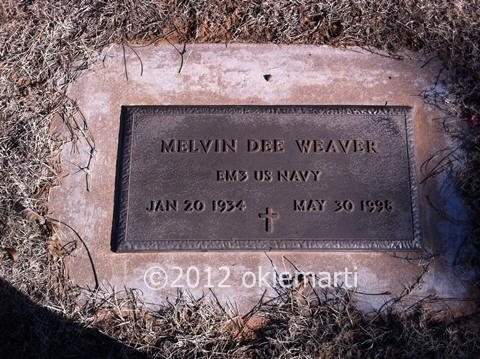 MELVIN DEE WEAVER
EM3 US NAVY
JAN 20 1934 MAY 30 1998
©2012 okiemarti